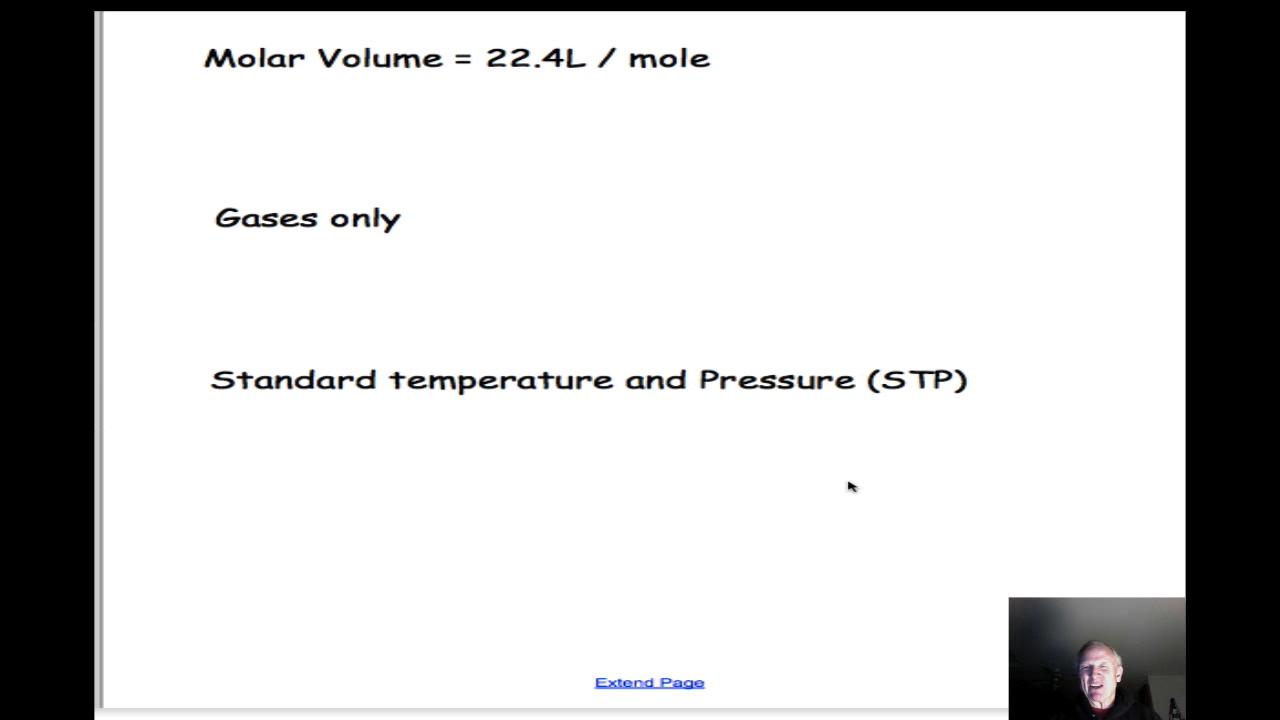 Molar Volume = 22.4L / mole
Gases only
Standard temperature and Pressure (STP)
Extend Page